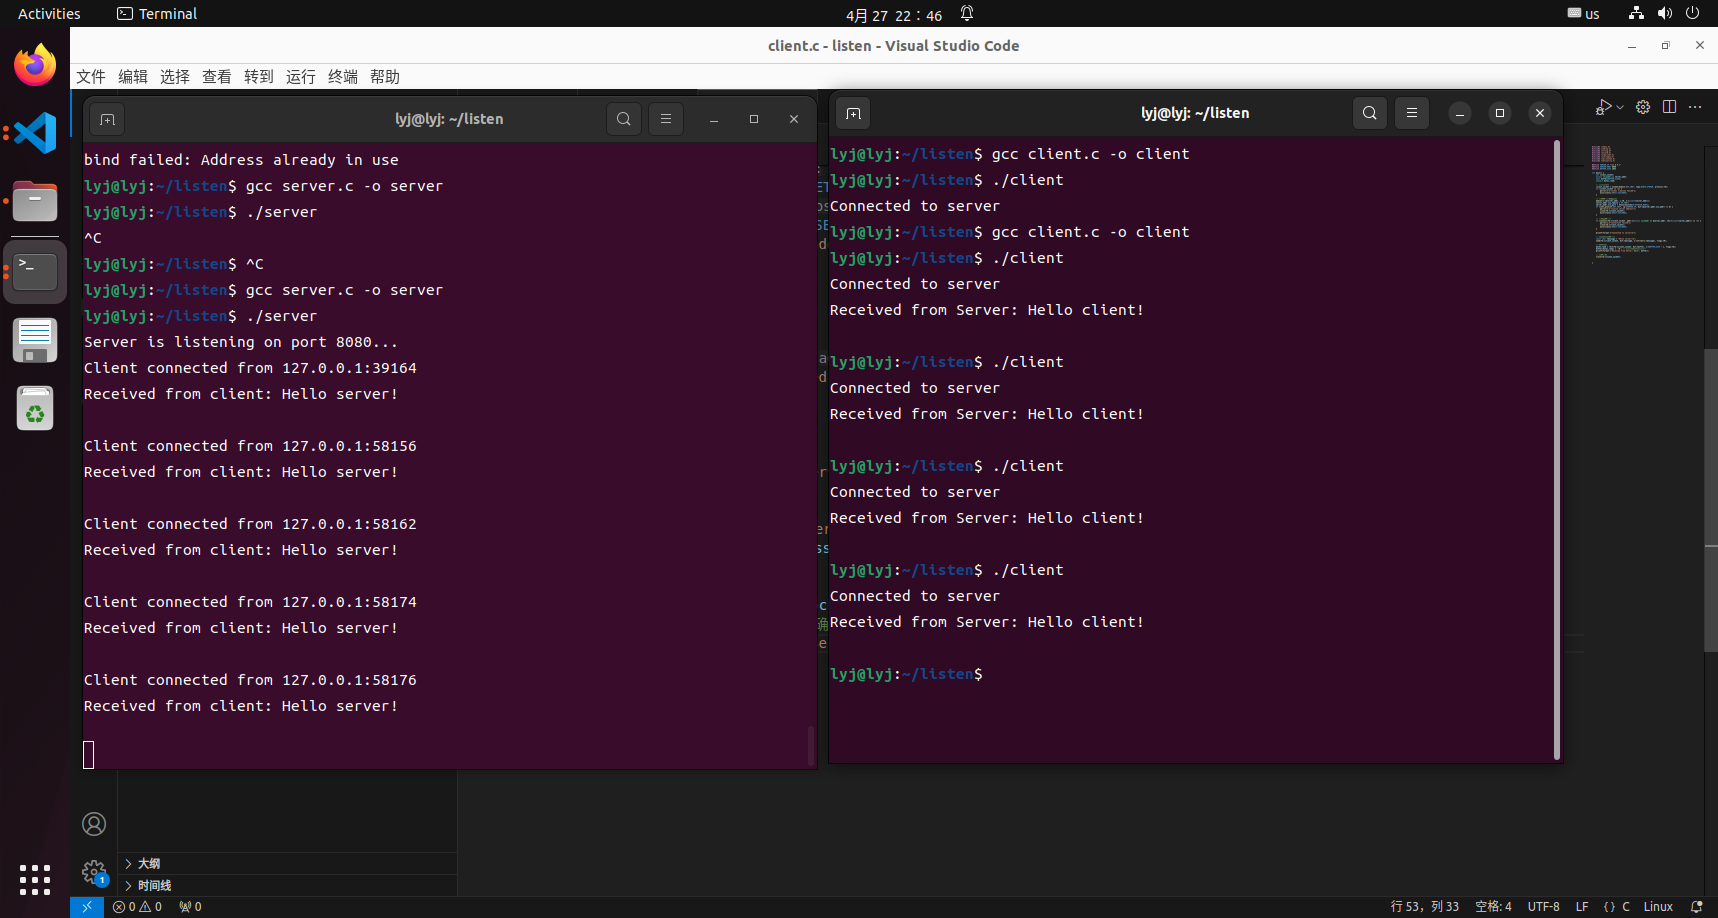 Activities
Terminal
4月 27 22：46
us
client.c - listen - Visual Studio Code
文件 编辑 选择 查看 转到 运行 终端 帮助
lyj@lyj: ~/listen
bind failed: Address already in use
lyj@lyj:~/listen$ gcc server.c -o server
lyj@lyj:~/listen$ ./server
^C
lyj@lyj:~/listen$ ^C
lyj@lyj:~/listen$ gcc server.c -o server
lyj@lyj:~/listen$ ./server
Server is listening on port 8080...
Client connected from 127.0.0.1:39164
Received from client: Hello server!
Client connected from 127.0.0.1:58156
Received from client: Hello server!
Client connected from 127.0.0.1:58162
Received from client: Hello server!
Client connected from 127.0.0.1:58174
Received from client: Hello server!
Client connected from 127.0.0.1:58176
Received from client: Hello server!
lyj@lyj: ~/listen
lyj@lyj:~/listen$ gcc client.c -o client
lyj@lyj:~/listen$ ./client
Connected to server
lyj@lyj:~/listen$ gcc client.c -o client
lyj@lyj:~/listen$ ./client
Connected to server
Received from Server: Hello client!
lyj@lyj:~/listen$ ./client
Connected to server
Received from Server: Hello client!
lyj@lyj:~/listen$ ./client
Connected to server
Received from Server: Hello client!
lyj@lyj:~/listen$ ./client
Connected to server
Received from Server: Hello client!
lyj@lyj:~/listen$
大纲
1
时间线
0 0 0
行 53，列 33 空格: 4 UTF-8 LF {} C Linux